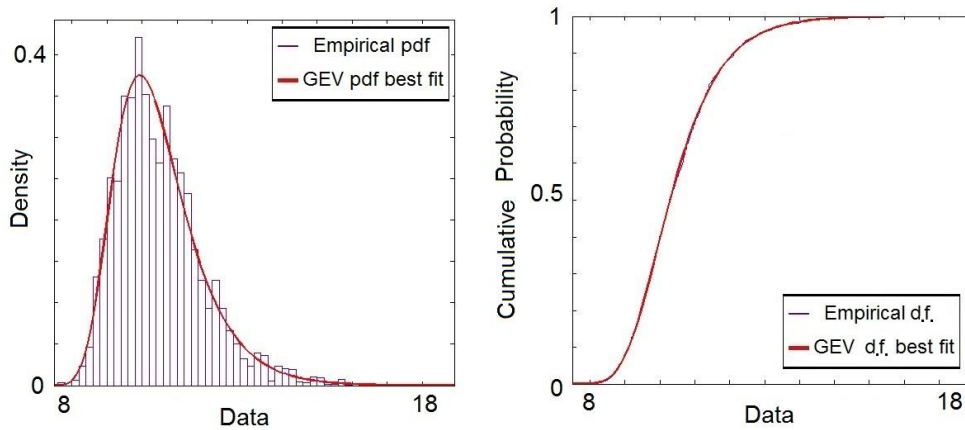 0.4
Density
0
8
Data
18
Empirical pdf
GEV pdf best fit
1
Cumulative Probability
0.5
0
8
Data
18
Empirical d.f.
GEV d.f. best fit